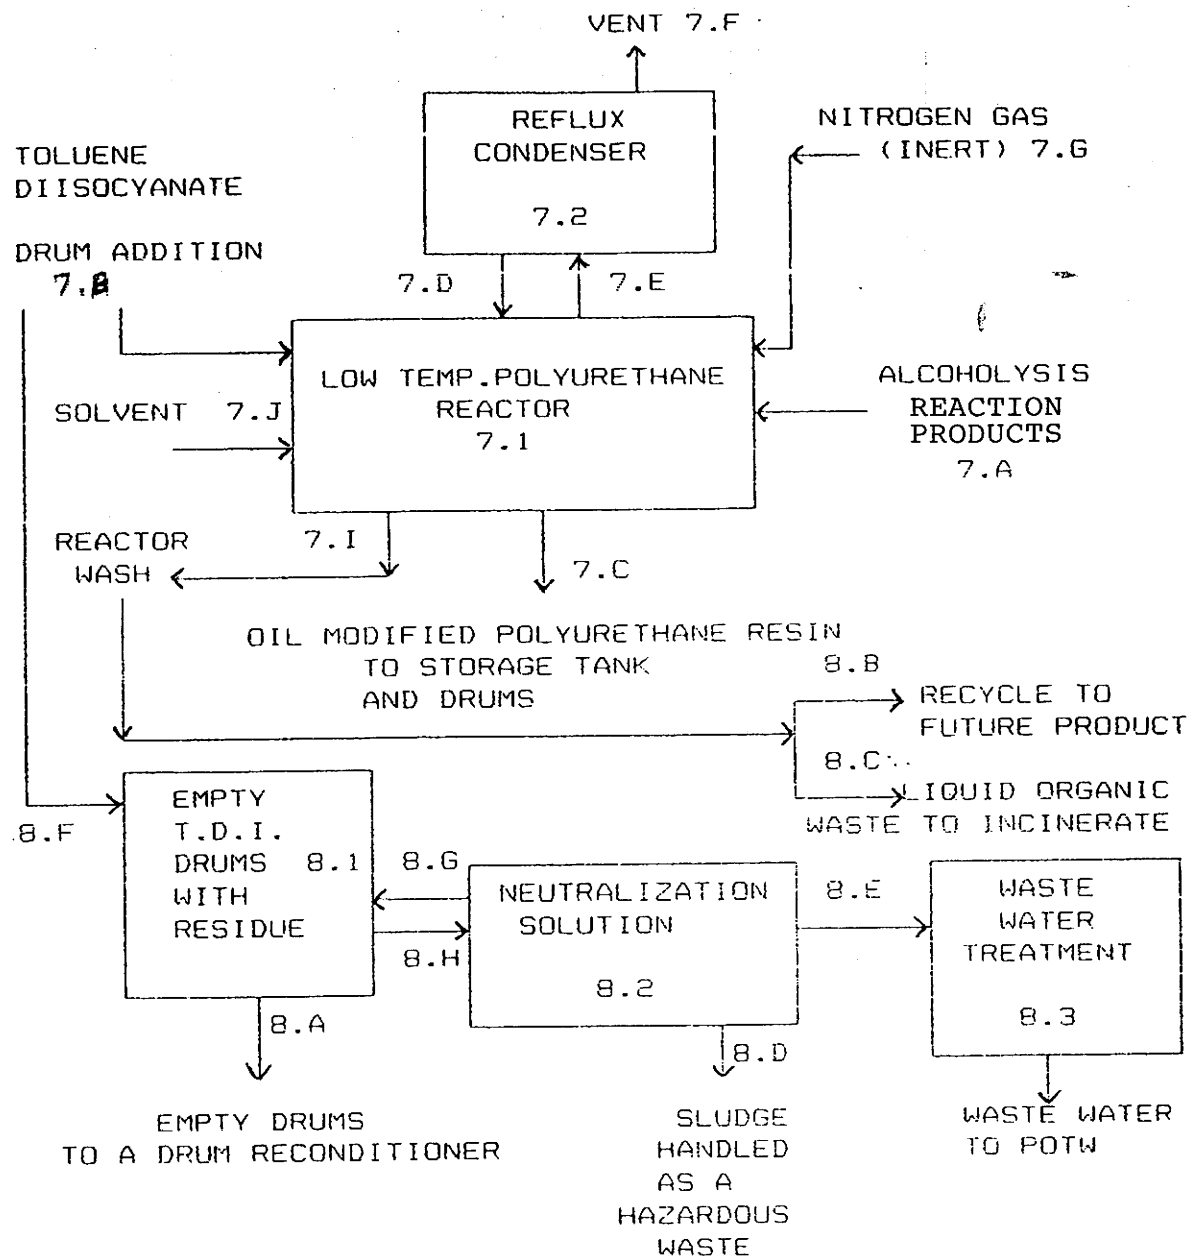 VENT 7.F
REFLUX
CONDENSER
7.2
NITROGEN GAS
(INERT) 7.G
TOLUENE
DIISOCYANATE
DRUM ADDITION
7.B
7.D
7.E
LOW TEMP.POLYURETHANE
REACTOR
7.1
SOLVENT 7.J
ALCOHOLYSIS
REACTION
PRODUCTS
7.A
REACTOR
WASH
7.I
7.C
OIL MODIFIED POLYURETHANE RESIN
TO STORAGE TANK
AND DRUMS
8.B
RECYCLE TO
FUTURE PRODUCT
8.C
LIQUID ORGANIC
WASTE TO INCINERATE
8.F
EMPTY
T.D.I.
DRUMS 8.1
WITH
RESIDUE
8.G
8.H
NEUTRALIZATION
SOLUTION
8.2
8.E
WASTE
WATER
TREATMENT
8.3
8.A
8.D
EMPTY DRUMS
TO A DRUM RECONDITIONER
SLUDGE
HANDLED
AS A
HAZARDOUS
WASTE
WASTE WATER
TO POTW